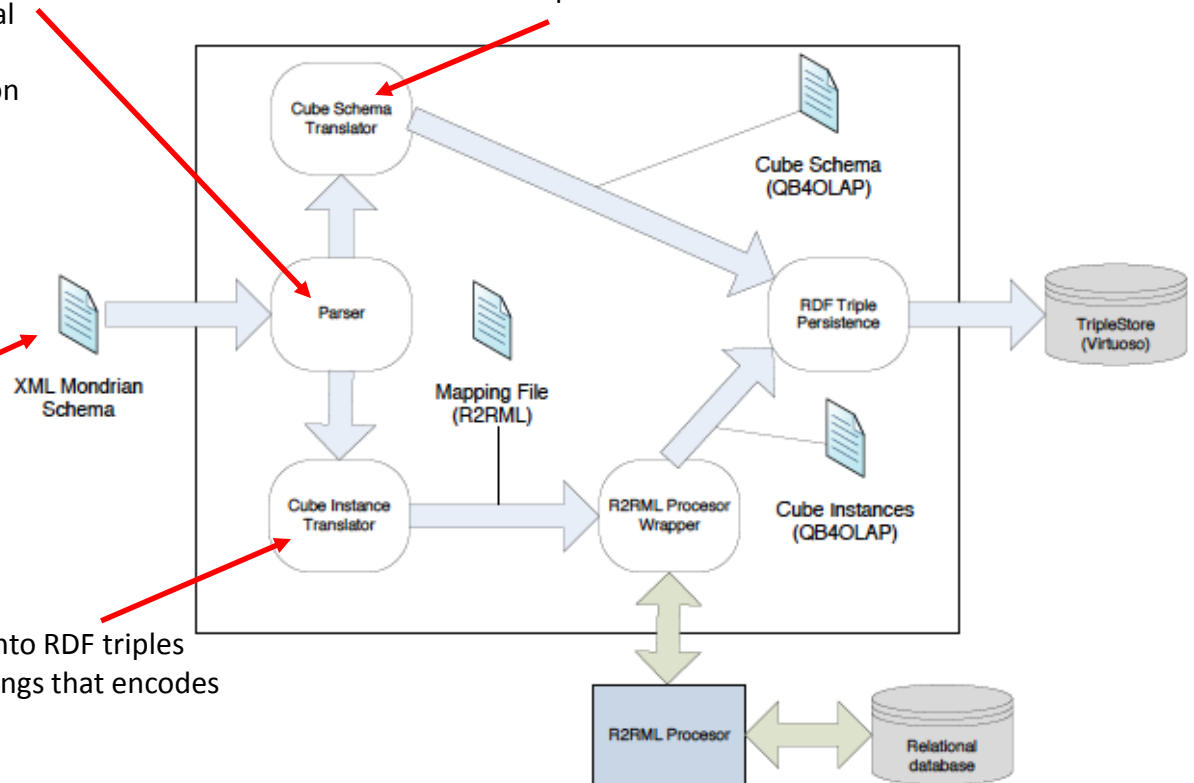 al
on
Cube Schema
Translator
Cube Schema
(QB4OLAP)
Parser
RDF Triple
Persistence
TripleStore
(Virtuoso)
XML Mondrian
Schema
Mapping File
(R2RML)
Cube Instance
Translator
R2RML Procesor
Wrapper
Cube Instances
(QB4OLAP)
nto RDF triples
ngs that encodes
R2RML Procesor
Relational
database